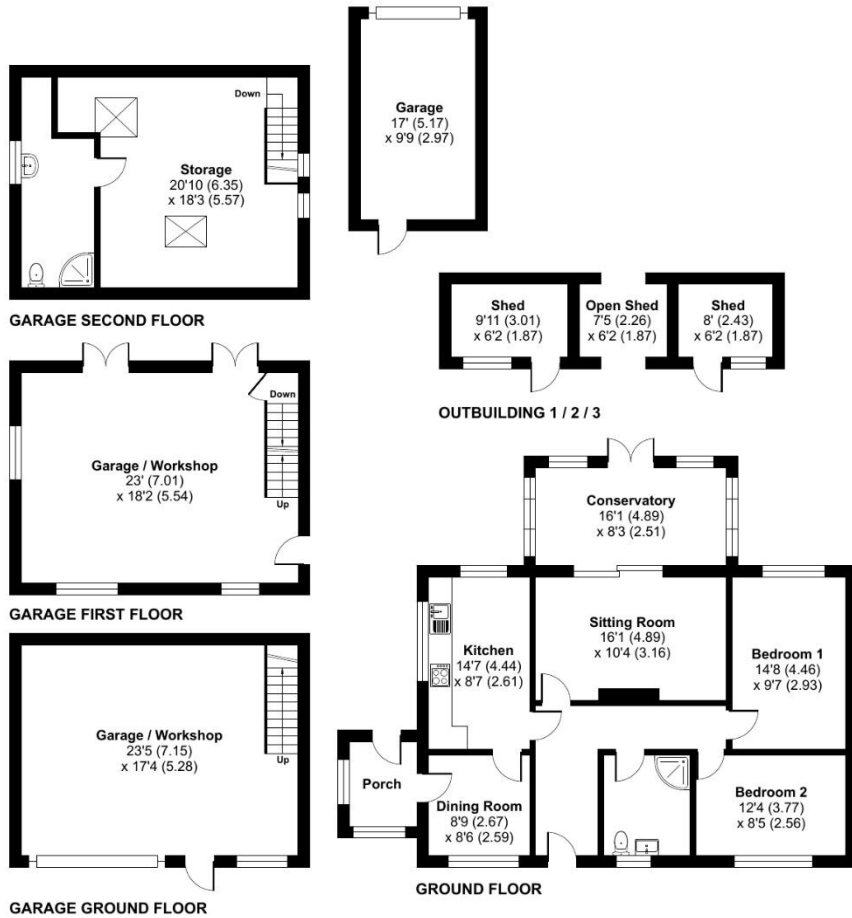 Down
Storage
20'10 (6.35)
x 18'3 (5.57)
GARAGE SECOND FLOOR
Garage
17' (5.17)
x 9'9 (2.97)
Shed
9'11 (3.01)
x 6'2 (1.87)
Open Shed
7'5 (2.26)
x 6'2 (1.87)
Shed
8' (2.43)
x 6'2 (1.87)
OUTBUILDING 1 / 2 / 3
Down
Garage / Workshop
23' (7.01)
x 18'2 (5.54)
Up
GARAGE FIRST FLOOR
Garage / Workshop
23'5 (7.15)
x 17'4 (5.28)
Up
GARAGE GROUND FLOOR
Conservatory
16'1 (4.89)
x 8'3 (2.51)
Kitchen
14'7 (4.44)
x 8'7 (2.61)
Sitting Room
16'1 (4.89)
x 10'4 (3.16)
Bedroom 1
14'8 (4.46)
x 9'7 (2.93)
Porch
Dining Room
8'9 (2.67)
x 8'6 (2.59)
Bedroom 2
12'4 (3.77)
x 8'5 (2.56)
GROUND FLOOR